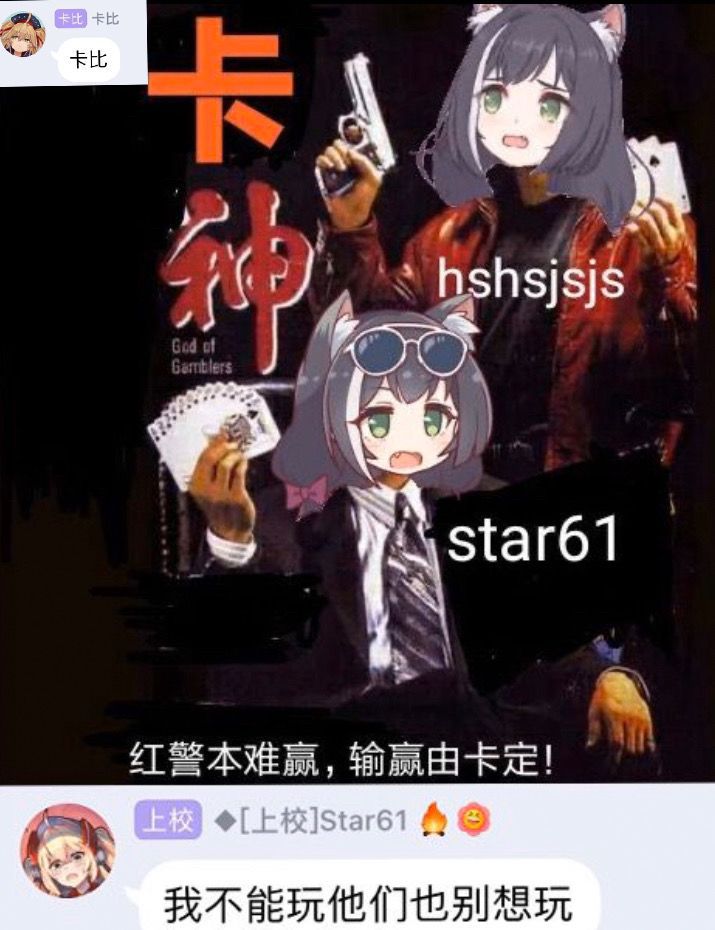 卡比 卡比
卡比
卡
神
God of
Gamblers
hshsjsjs
star61
红警本难赢，输赢由卡定!
上校 ◆[上校]Star61🔥
我不能玩他们也别想玩